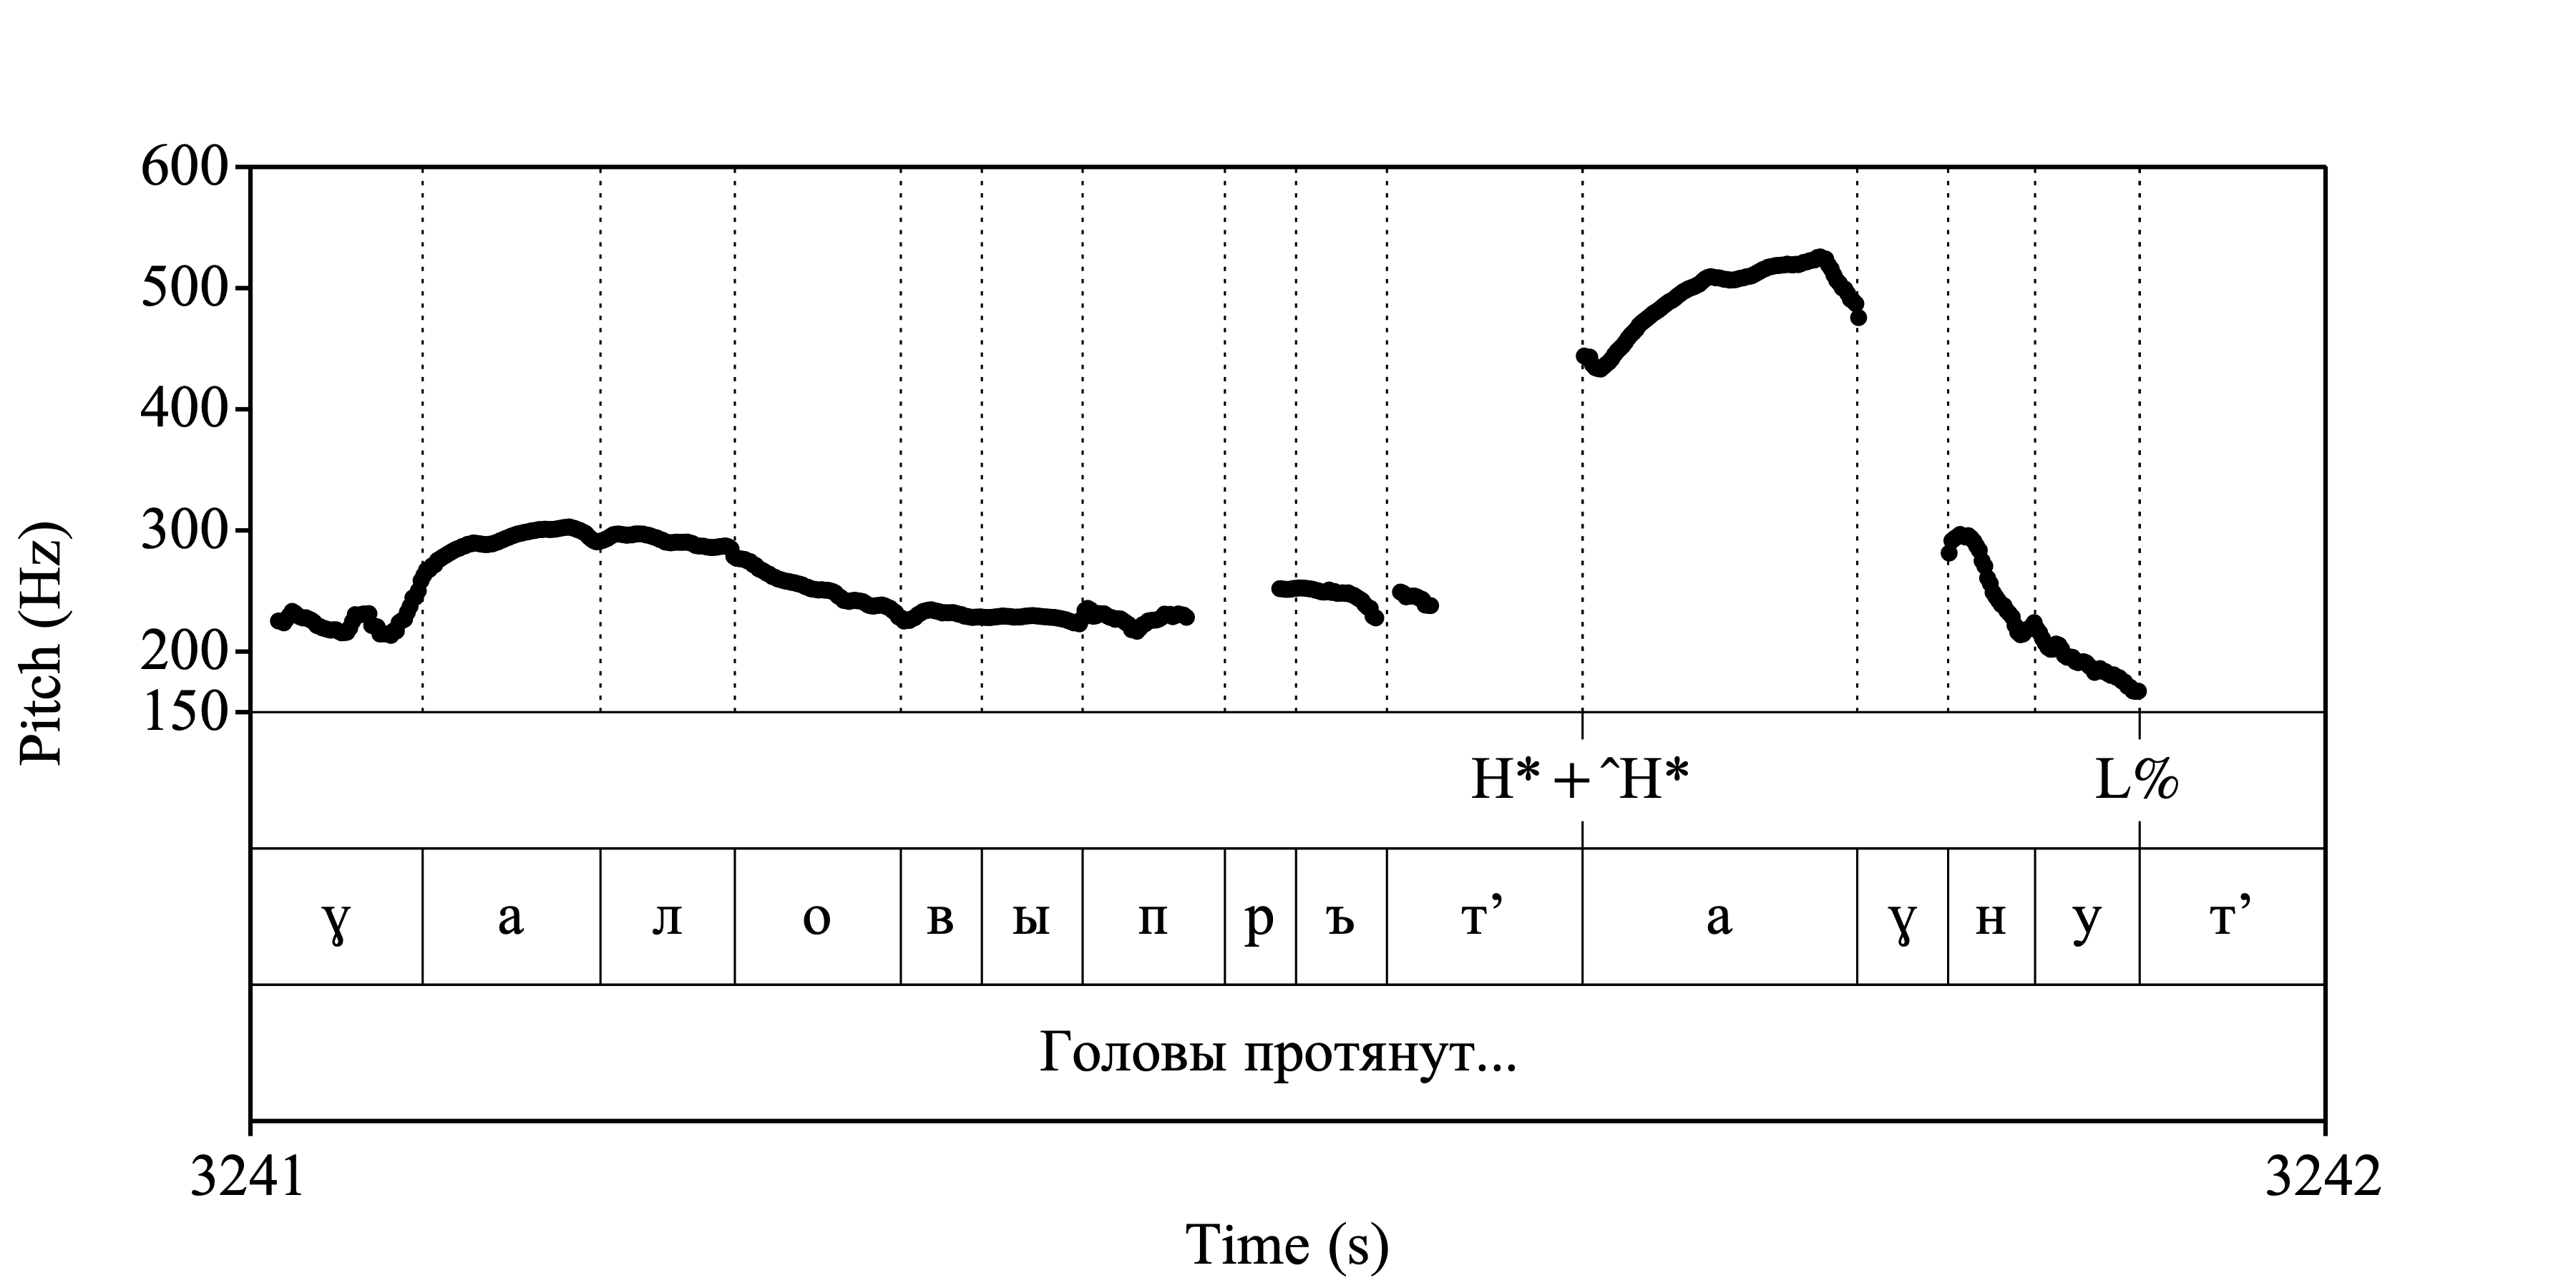 600
500
400
300
200
150
Pitch (Hz)
H* + ^H* L%
ɣ а л о в ы п р ъ т’ а ɣ н у т’
Головы протянут...
3241 3242
Time (s)